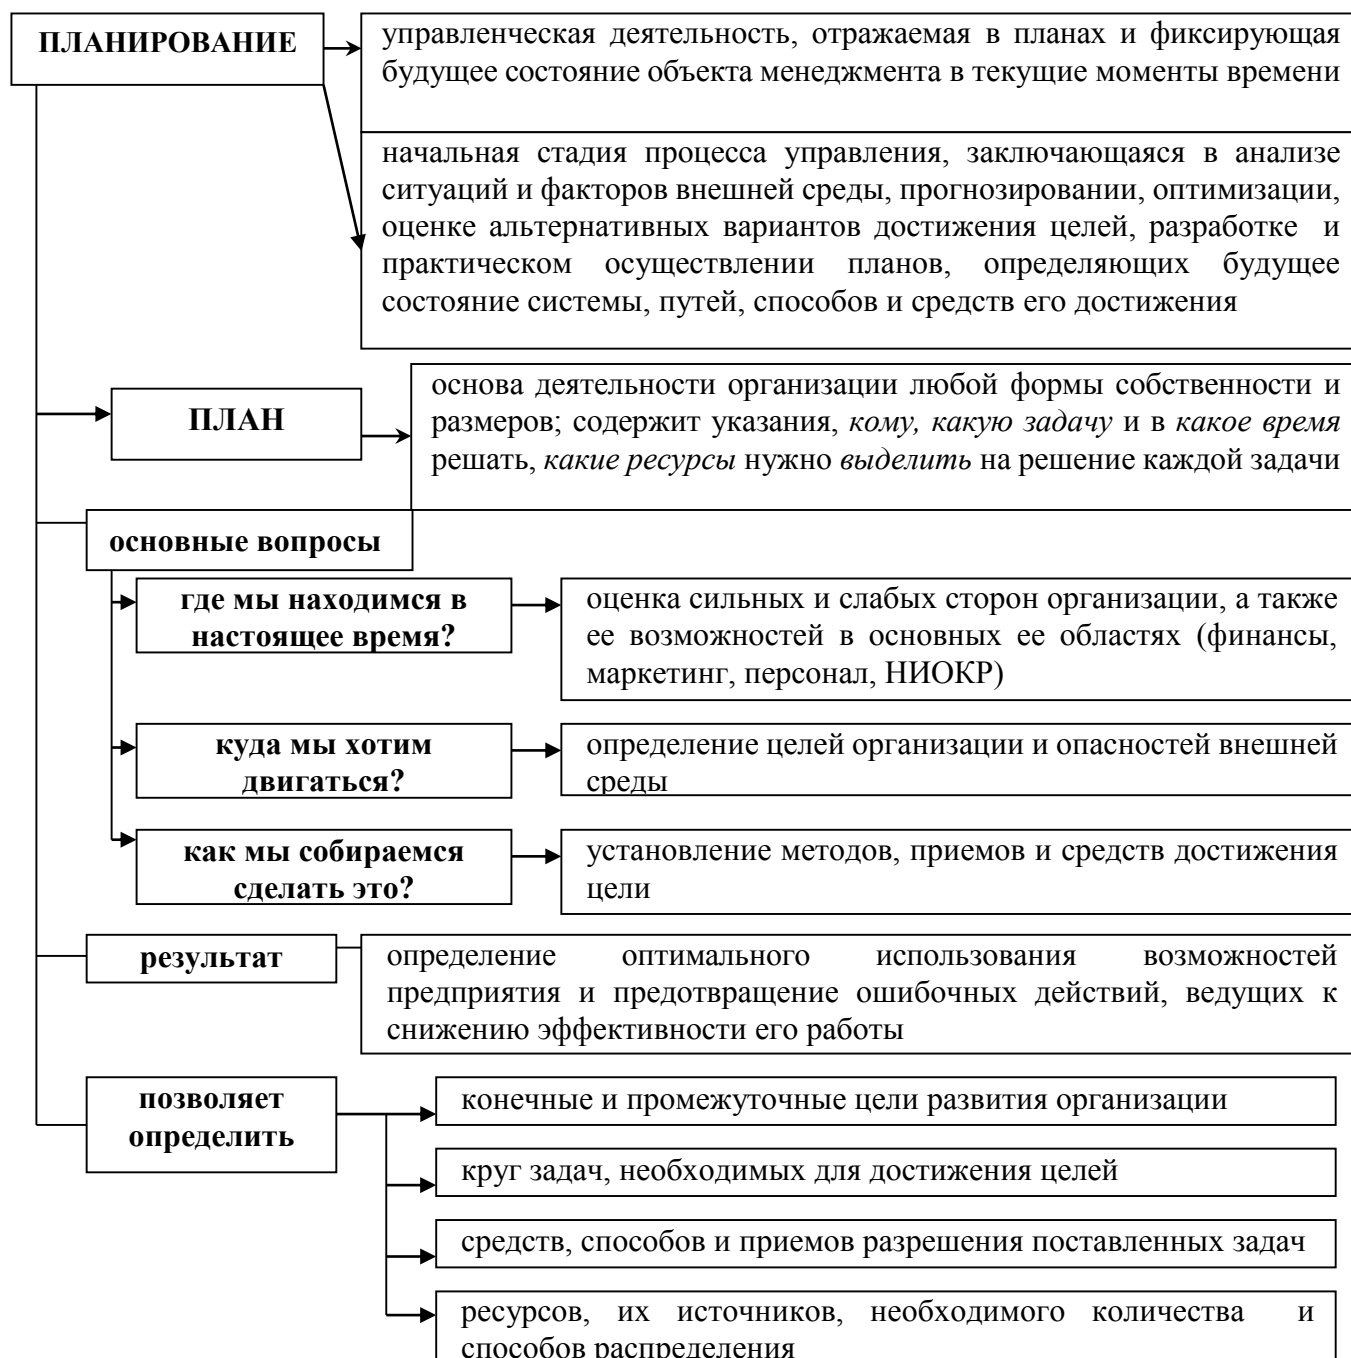 ПЛАНИРОВАНИЕ
управленческая деятельность, отражаемая в планах и фиксирующая
будущее состояние объекта менеджмента в текущие моменты времени
начальная стадия процесса управления, заключающаяся в анализе
ситуаций и факторов внешней среды, прогнозировании, оптимизации,
оценке альтернативных вариантов достижения целей, разработке и
практическом осуществлении планов, определяющих будущее
состояние системы, путей, способов и средств его достижения
ПЛАН
основа деятельности организации любой формы собственности и
размеров; содержит указания, кому, какую задачу и в какое время
решать, какие ресурсы нужно выделить на решение каждой задачи
основные вопросы
где мы находимся в
настоящее время?
оценка сильных и слабых сторон организации, а также
ее возможностей в основных ее областях (финансы,
маркетинг, персонал, НИОКР)
куда мы хотим
двигаться?
определение целей организации и опасностей внешней
среды
как мы собираемся
сделать это?
установление методов, приемов и средств достижения
цели
результат
определение оптимального использования возможностей
предприятия и предотвращение ошибочных действий, ведущих к
снижению эффективности его работы
позволяет
определить
конечные и промежуточные цели развития организации
круг задач, необходимых для достижения целей
средств, способов и приемов разрешения поставленных задач
ресурсов, их источников, необходимого количества и
способов распределения